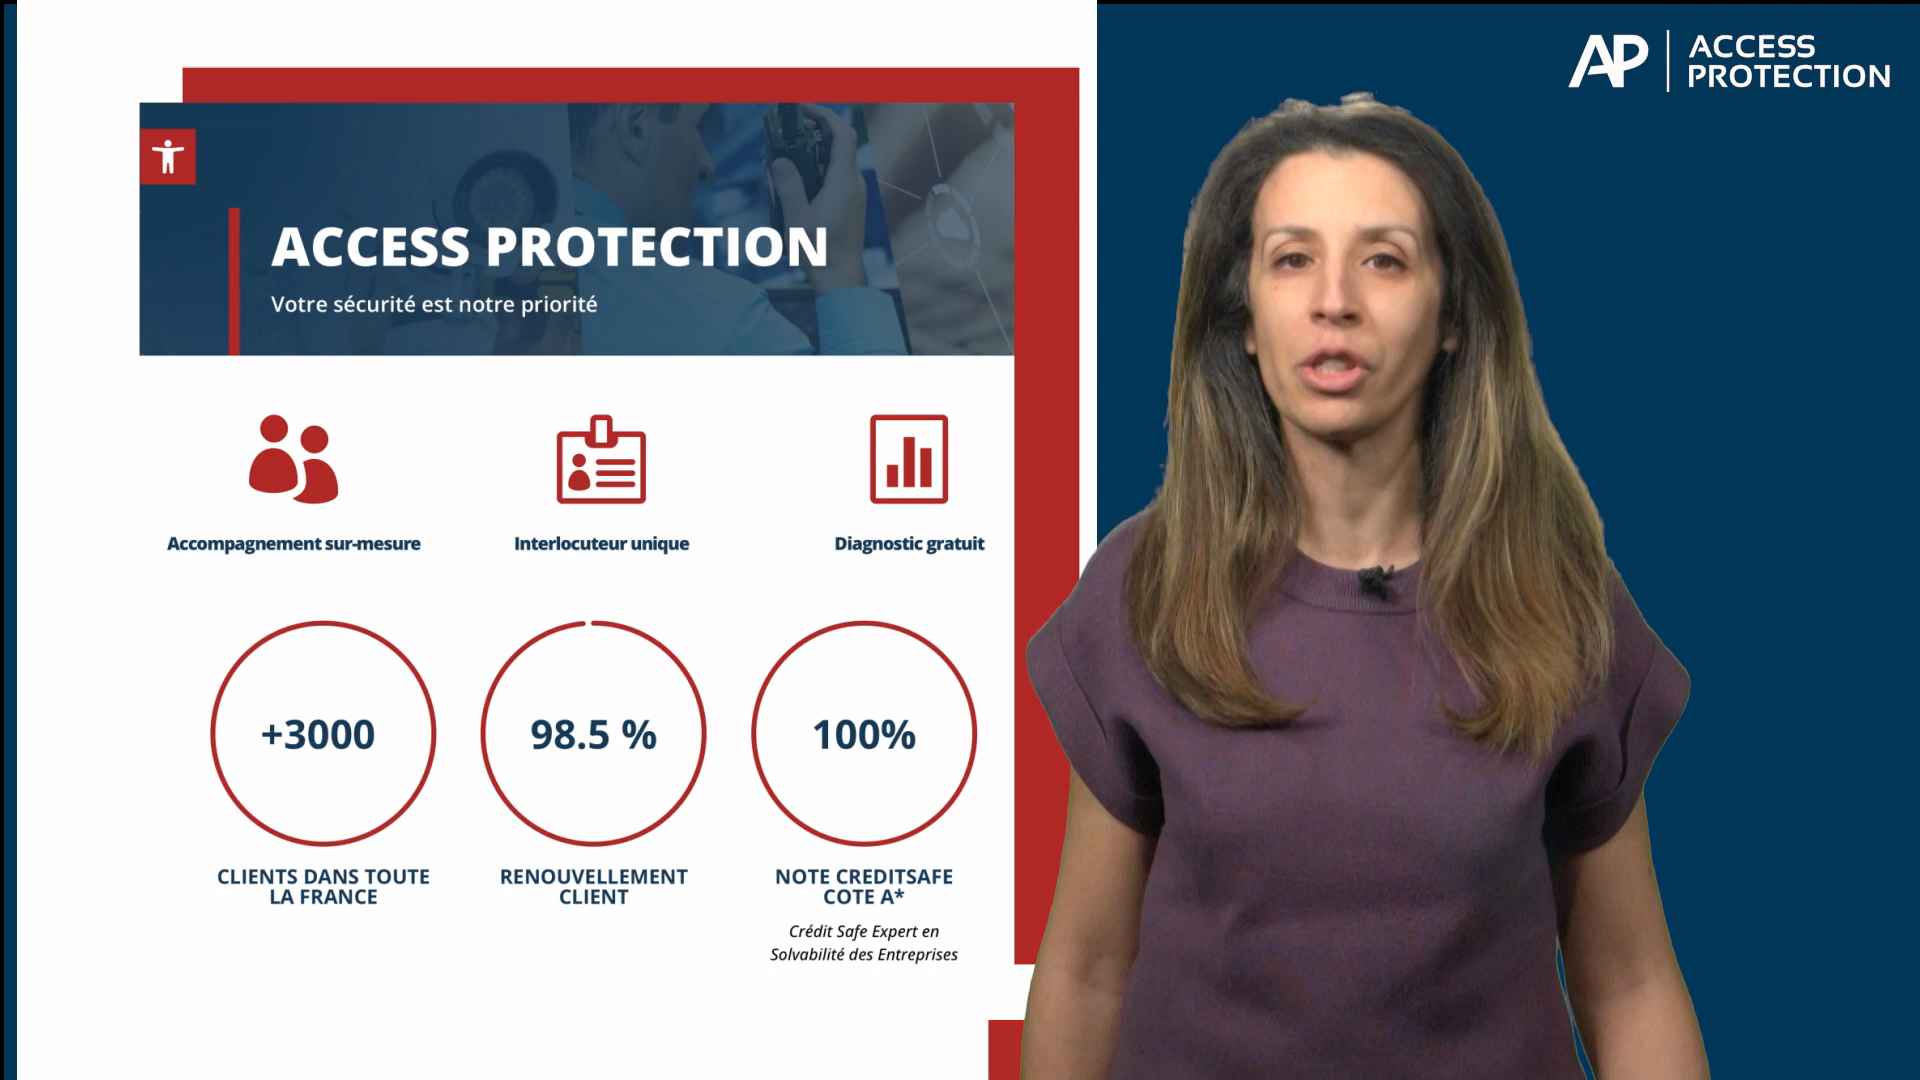 AP
ACCESS
PROTECTION
ACCESS PROTECTION
Votre sécurité est notre priorité
Accompagnement sur-mesure
Interlocuteur unique
Diagnostic gratuit
+3000
98.5 %
100%
CLIENTS DANS TOUTE
LA FRANCE
RENOUVELLEMENT
CLIENT
NOTE CREDITSAFE
COTE A*
Crédit Safe Expert en
Solvabilité des Entreprises